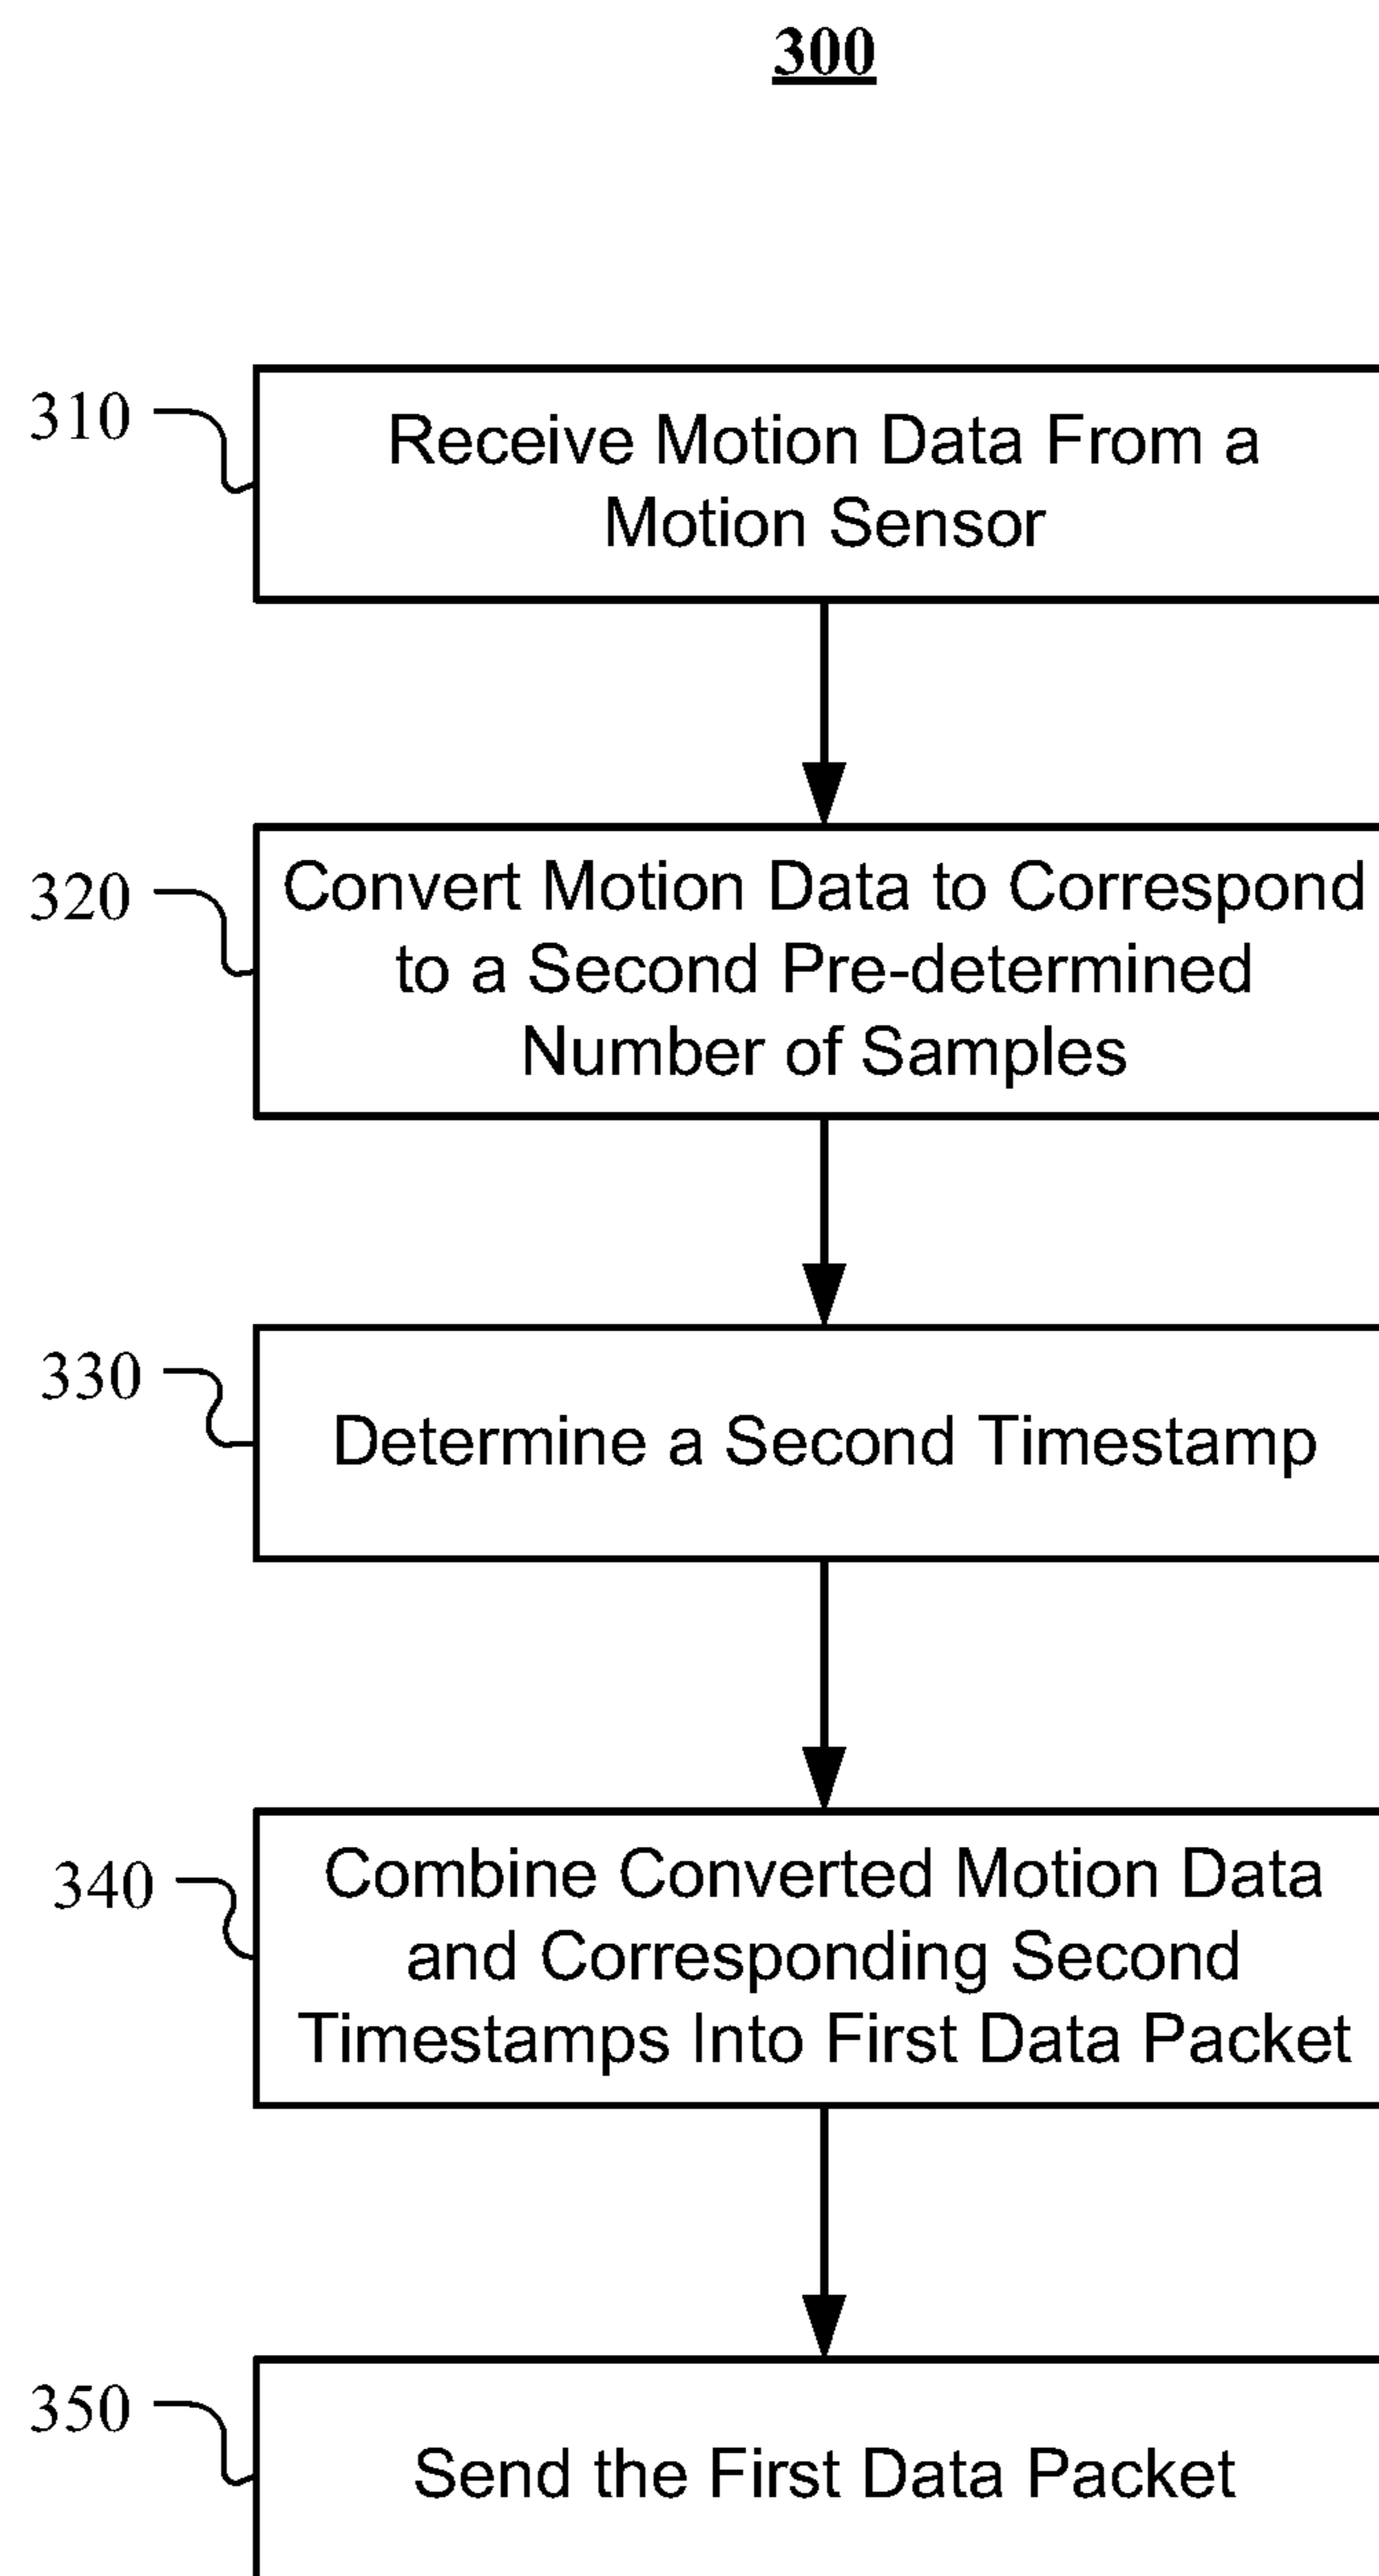 300
310
Receive Motion Data From a
Motion Sensor
320
Convert Motion Data to Correspond
to a Second Pre-determined
Number of Samples
330
Determine a Second Timestamp
340
Combine Converted Motion Data
and Corresponding Second
Timestamps Into First Data Packet
350
Send the First Data Packet